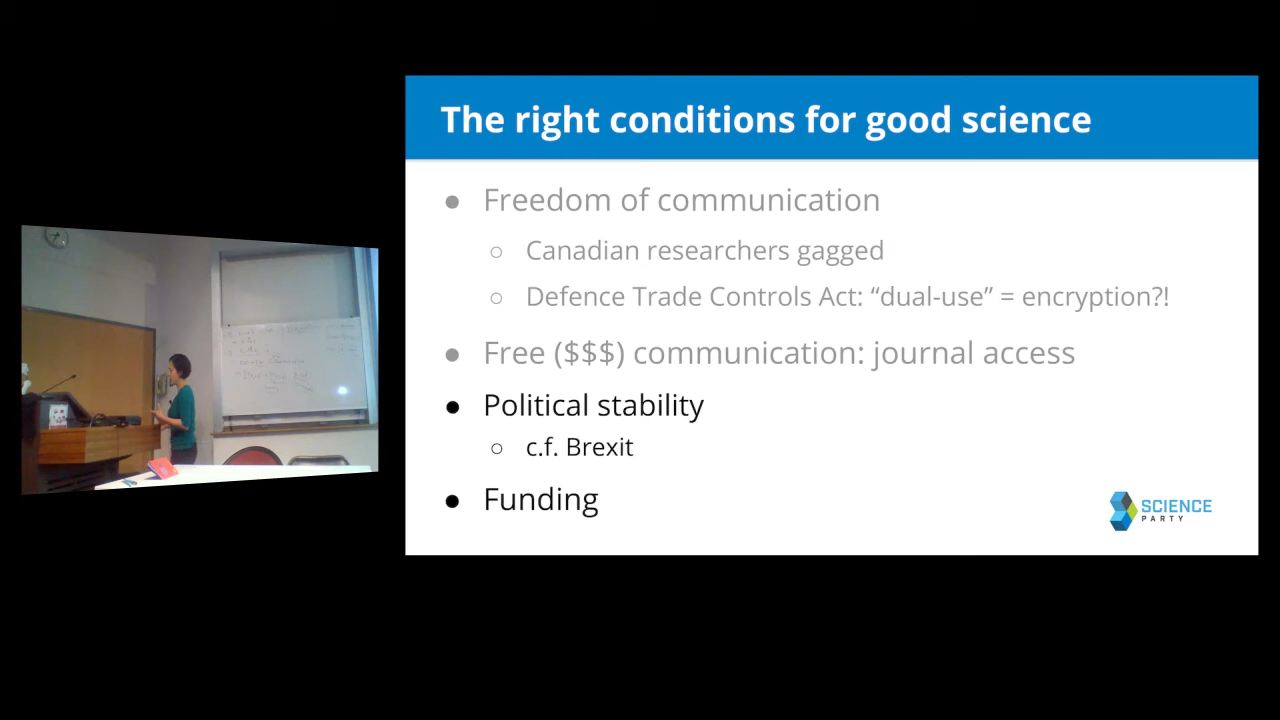 The right conditions for good science
● Freedom of communication
○ Canadian researchers gagged
○ Defence Trade Controls Act: “dual-use” = encryption?!
● Free ($$$) communication: journal access
● Political stability
○ c.f. Brexit
● Funding
SCIENCE
PARTY